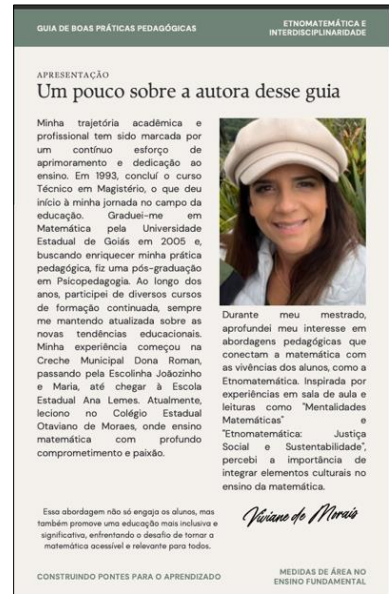 GUIA DE BOAS PRÁTICAS PEDAGÓGICAS
ETNOMATEMÁTICA E
INTERDISCIPLINARIDADE
APRESENTAÇÃO
Um pouco sobre a autora desse guia
Minha trajetória acadêmica e
profissional tem sido marcada por
um contínuo esforço de
aprimoramento e dedicação ao
ensino. Em 1993, concluí o curso
Técnico em Magistério, o que deu
início à minha jornada no campo da
educação. Graduei-me em
Matemática pela Universidade
Estadual de Goiás em 2005 e,
buscando enriquecer minha prática
pedagógica, fiz uma pós-graduação
em Psicopedagogia. Ao longo dos
anos, participei de diversos cursos
de formação continuada, sempre
me mantendo atualizada sobre as
novas tendências educacionais.
Minha experiência começou na
Creche Municipal Dona Roman,
passando pela Escolinha Joãozinho
e Maria, até chegar à Escola
Estadual Ana Lemes. Atualmente,
leciono no Colégio Estadual
Otaviano de Moraes, onde ensino
matemática com profundo
comprometimento e paixão.
Durante meu mestrado,
aprofundei meu interesse em
abordagens pedagógicas que
conectam a matemática com
as vivências dos alunos, como a
Etnomatemática. Inspirada por
experiências em sala de aula e
leituras como "Mentalidades
Matemáticas" e
"Etnomatemática: Justiça
Social e Sustentabilidade",
percebi a importância de
integrar elementos culturais no
ensino da matemática.
Essa abordagem não só engaja os alunos, mas
também promove uma educação mais inclusiva e
significativa, enfrentando o desafio de tornar a
matemática acessível e relevante para todos.
Viviane de Morais
CONSTRUINDO PONTES PARA O APRENDIZADO
MEDIDAS DE ÁREA NO
ENSINO FUNDAMENTAL